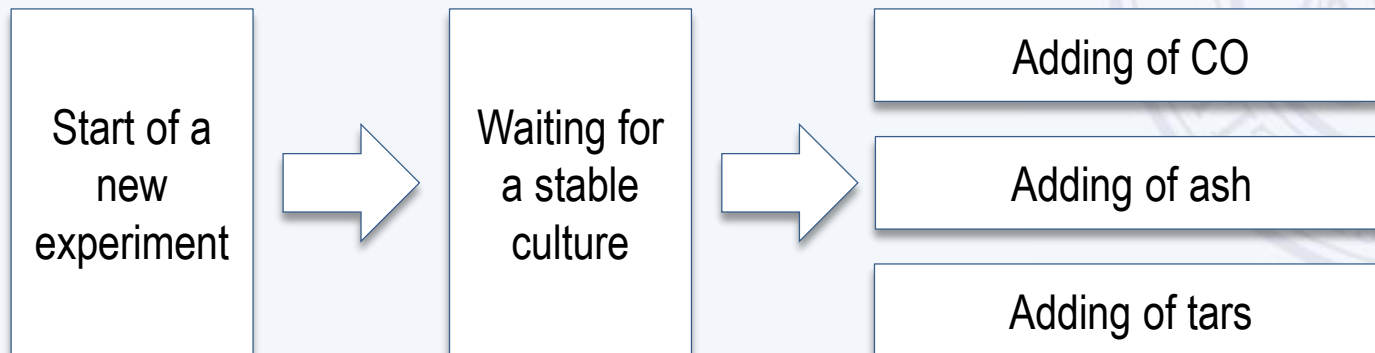 Start of a
new
experiment
Waiting for
a stable
culture
Adding of CO
Adding of ash
Adding of tars